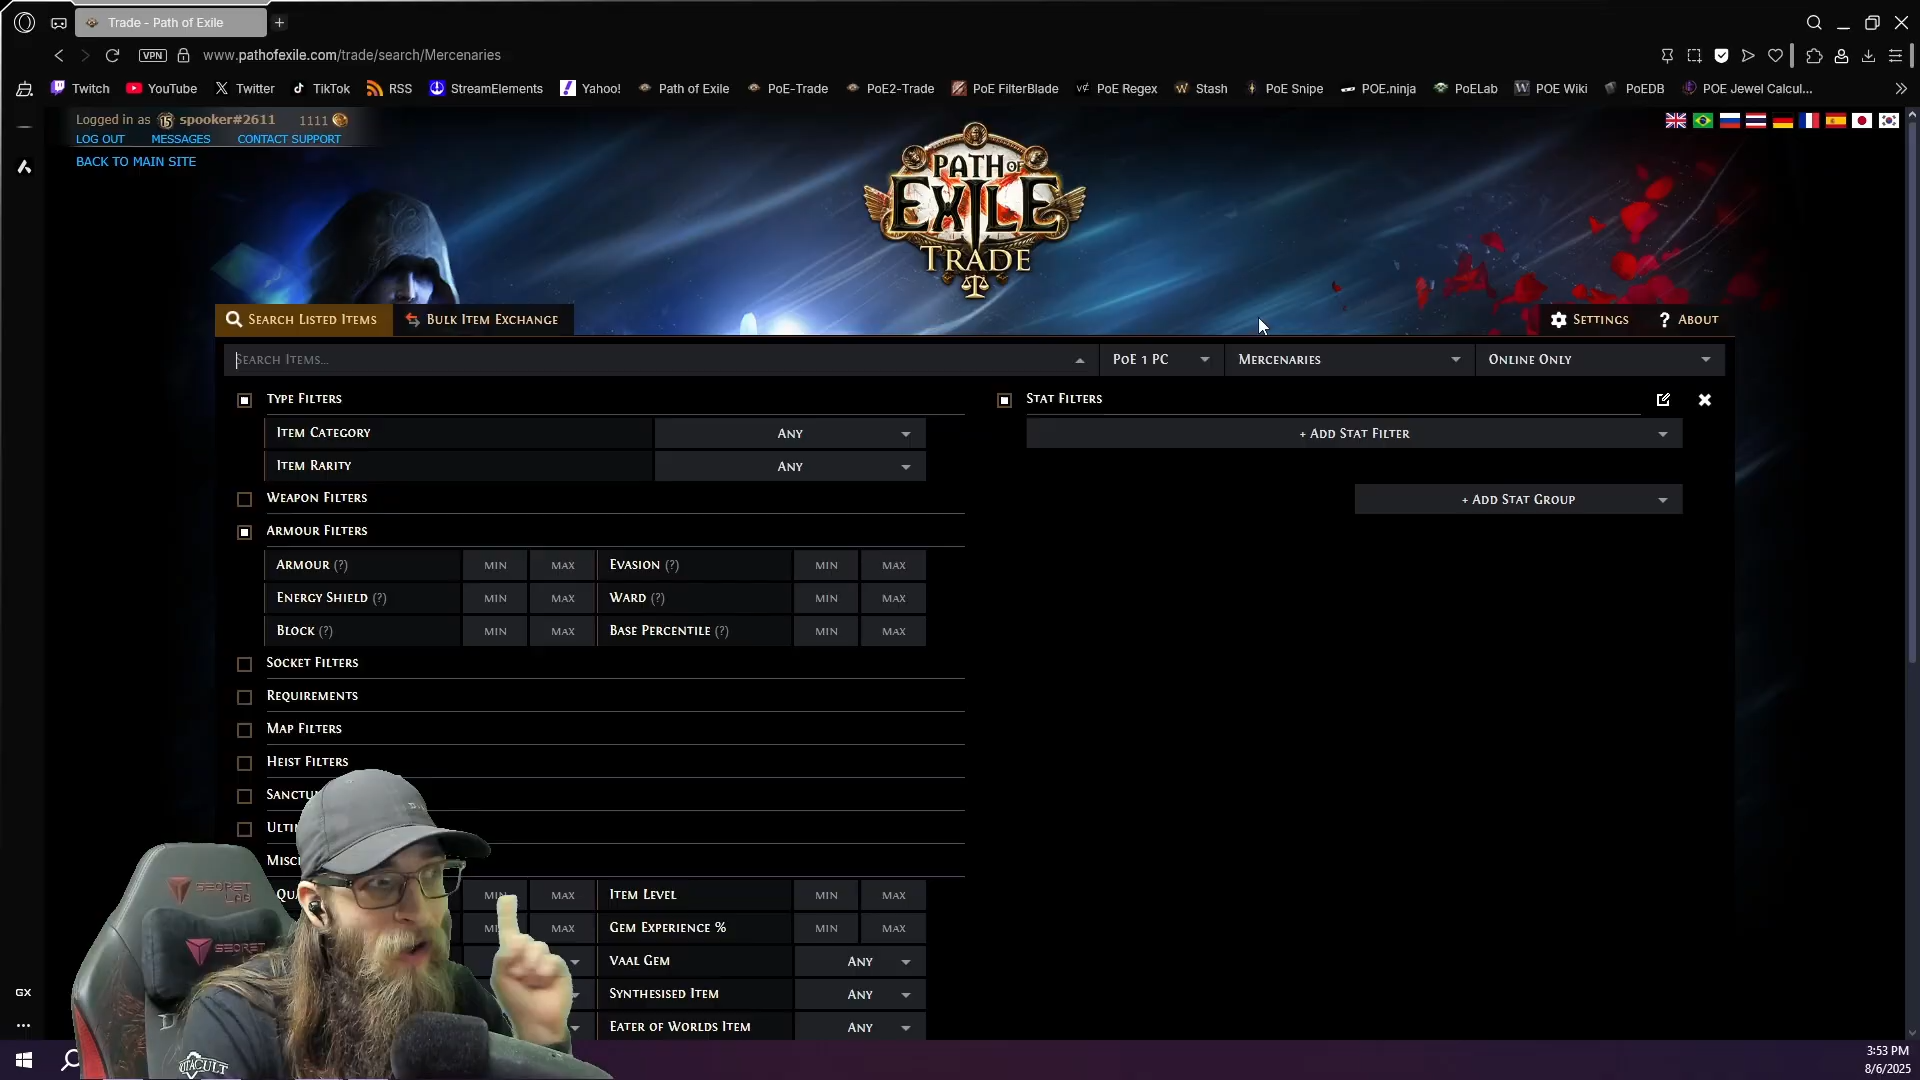 Trade - Path of Exile
VPN www.pathofexile.com/trade/search/Mercenaries
Twitch YouTube Twitter TikTok RSS StreamElements Yahoo! Path of Exile PoE-Trade PoE2-Trade PoE FilterBlade PoE Regex Stash PoE Snipe POE.ninja PoELab POE Wiki PoEDB POE Jewel Calcul...
Logged in as spooker#2611 1111
LOG OUT MESSAGES CONTACT SUPPORT
BACK TO MAIN SITE
PATH OF
EXILE
TRADE
SEARCH LISTED ITEMS BULK ITEM EXCHANGE SETTINGS ? ABOUT
SEARCH ITEMS... POE 1 PC MERCENARIES ONLINE ONLY
TYPE FILTERS STAT FILTERS
ITEM CATEGORY ANY + ADD STAT FILTER
ITEM RARITY ANY
WEAPON FILTERS + ADD STAT GROUP
ARMOUR FILTERS
ARMOUR (?) MIN MAX EVASION (?) MIN MAX
ENERGY SHIELD (?) MIN MAX WARD (?) MIN MAX
BLOCK (?) MIN MAX BASE PERCENTILE (?) MIN MAX
SOCKET FILTERS
REQUIREMENTS
MAP FILTERS
HEIST FILTERS
MAX ITEM LEVEL MIN MAX
MAX GEM EXPERIENCE % MIN MAX
VAAL GEM ANY
SYNTHESISED ITEM ANY
EATER OF WORLDS ITEM ANY
SECRET
LAB
SECRET
GX
3:53 PM
8/6/2025